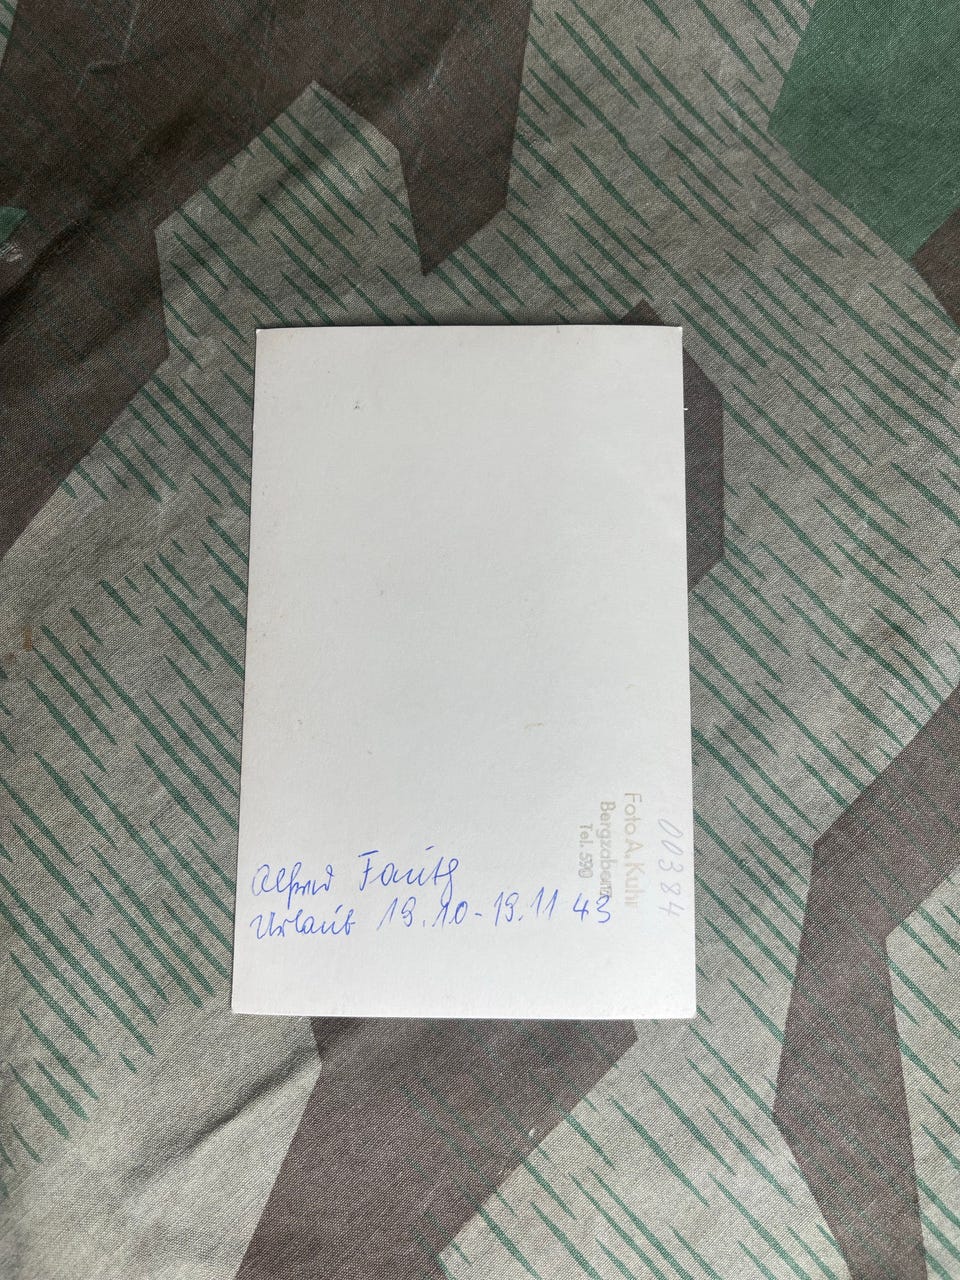 Alfred Fauth
Urlaub 19.10-19.11 43
Foto A. Kuhr
Bergzabern
Tel. 590
00384